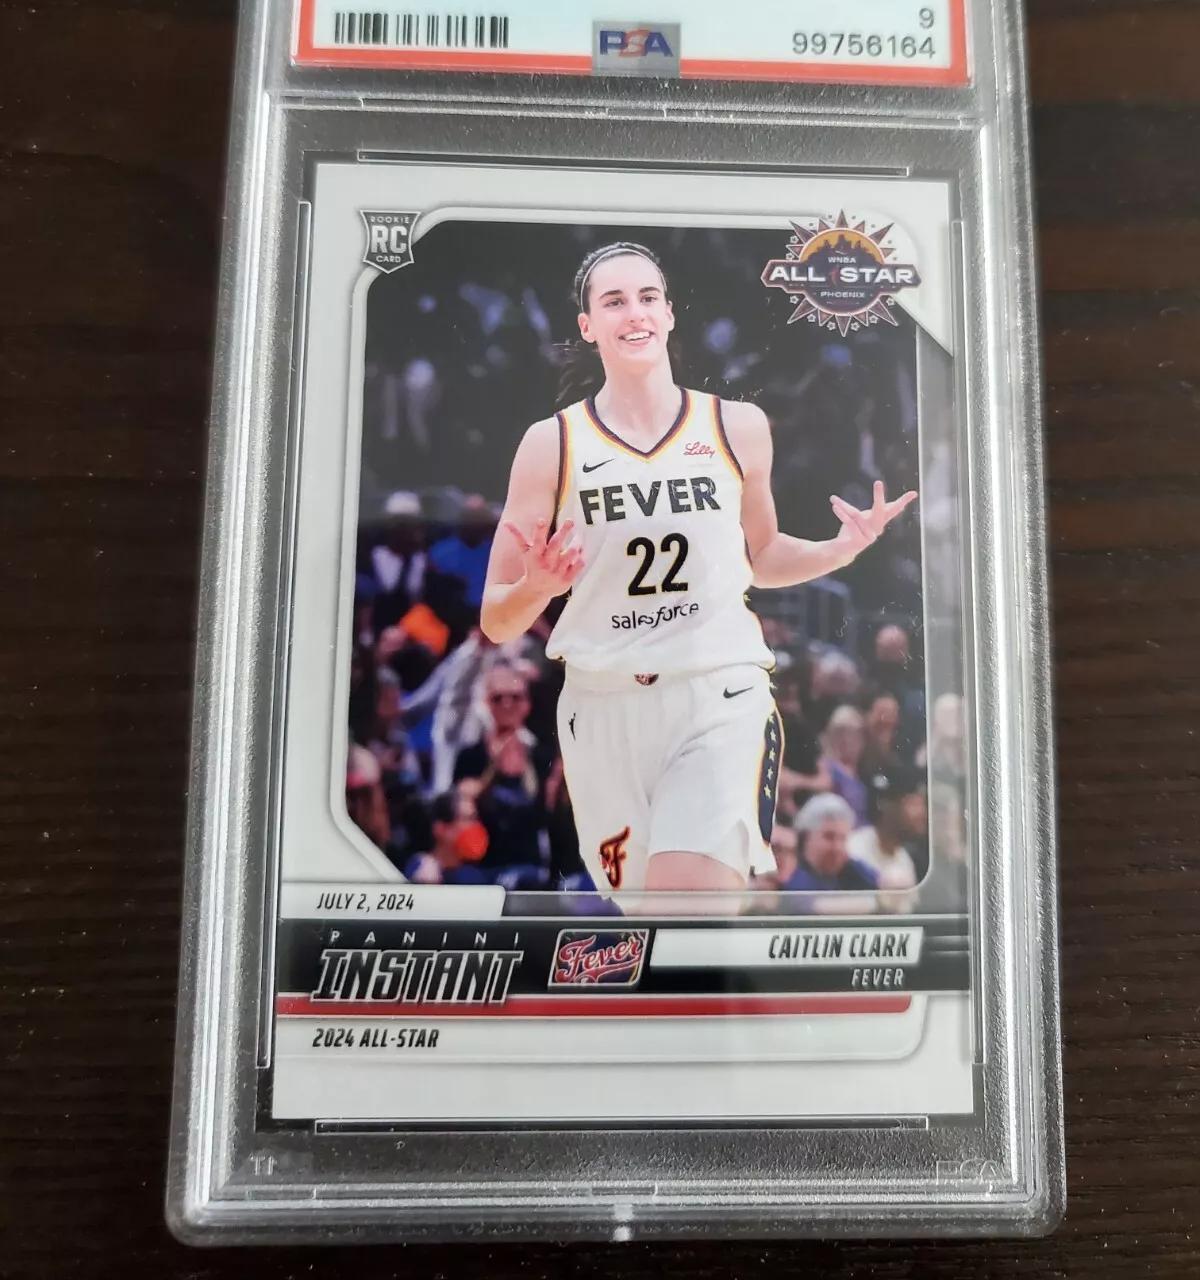 9
PSA
99756164
ROOKIE
RC
CARD
WNBA
ALL STAR
PHOENIX
Lilly
FEVER
22
salesforce
JULY 2, 2024
PANINI
INSTANT
Fever
CAITLIN CLARK
FEVER
2024 ALL-STAR